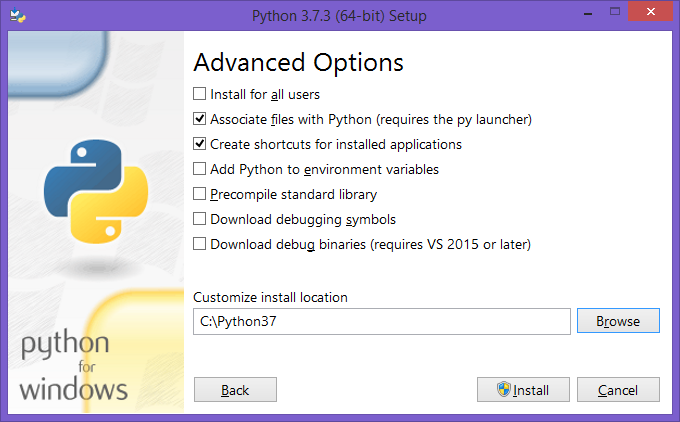 Python 3.7.3 (64-bit) Setup
Advanced Options
Install for all users
Associate files with Python (requires the py launcher)
Create shortcuts for installed applications
Add Python to environment variables
Precompile standard library
Download debugging symbols
Download debug binaries (requires VS 2015 or later)
Customize install location
C:\Python37
Browse
python
for
windows
Back
Install
Cancel